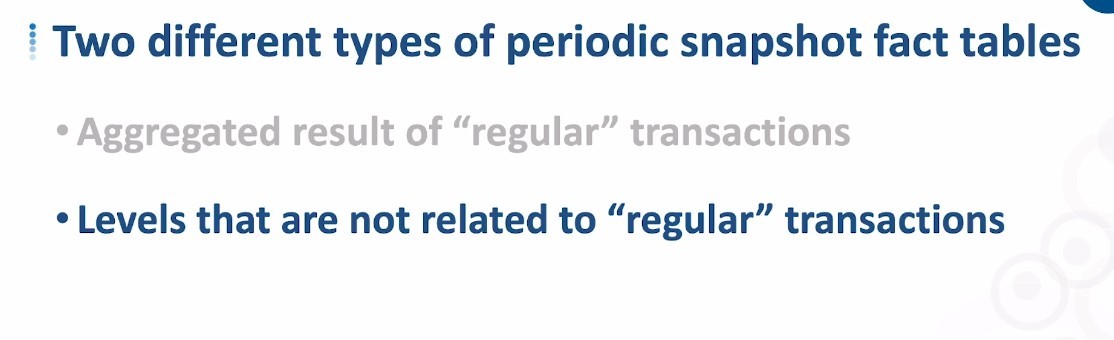 Two different types of periodic snapshot fact tables
• Aggregated result of “regular” transactions
• Levels that are not related to “regular” transactions